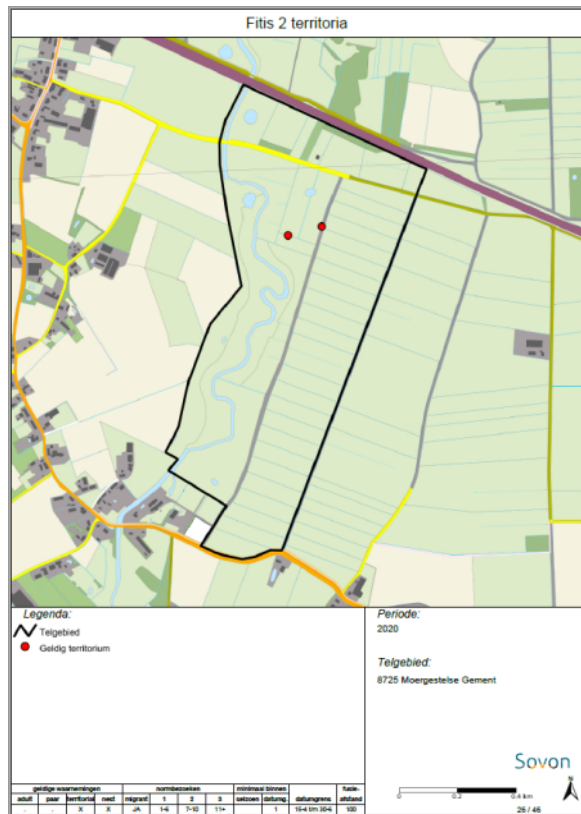 Fitis 2 territoria
Legenda:
Telgebied
Geldig territorium
Periode:
2020
Telgebied:
8725 Moergestelse Gement
Sovon
0 0.2 0.4 km
26 / 46
geldige waarnemingen normbezoeken minimaal binnen fusie-
adult paar territoriaal nest migrant 1 2 3 seizoen datumg. datumgrens afstand
. . X X JA 1-6 7-10 11+ . 1 15-4 t/m 30-6 100